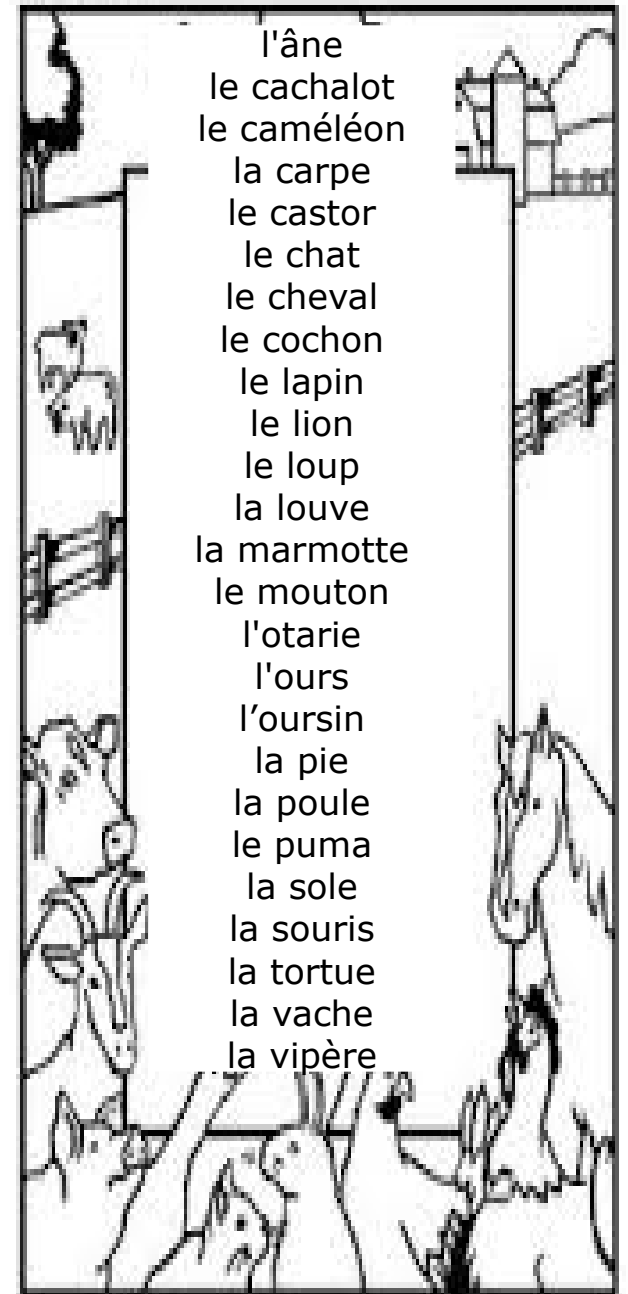 l'âne
le cachalot
le caméléon
la carpe
le castor
le chat
le cheval
le cochon
le lapin
le lion
le loup
la louve
la marmotte
le mouton
l'otarie
l'ours
l’oursin
la pie
la poule
le puma
la sole
la souris
la tortue
la vache
la vipère